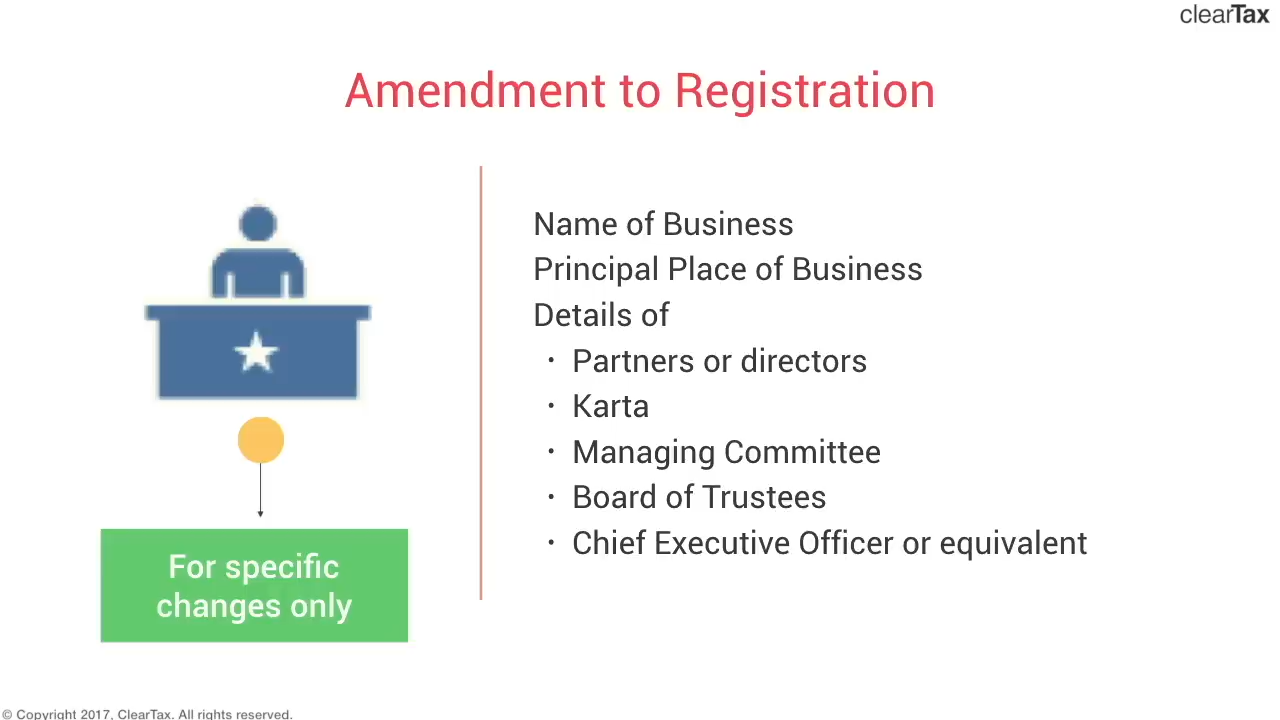 clearTax
Amendment to Registration
Name of Business
Principal Place of Business
Details of
· Partners or directors
· Karta
· Managing Committee
· Board of Trustees
· Chief Executive Officer or equivalent
For specific
changes only
© Copyright 2017, ClearTax. All rights reserved.